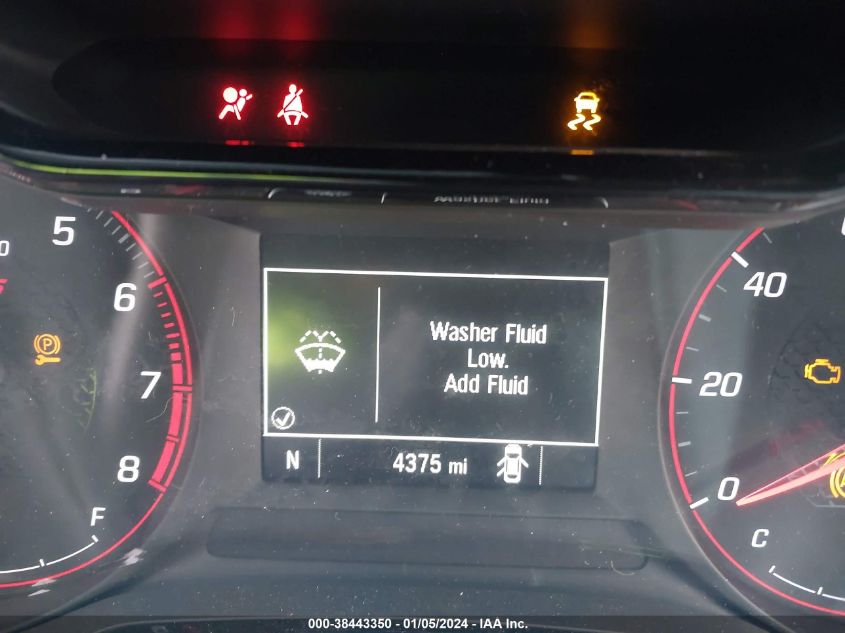 5
6
7
8
F
P
Washer Fluid
Low.
Add Fluid
N
4375 mi
40
20
0
C
000-38443350 - 01/05/2024 - IAA Inc.